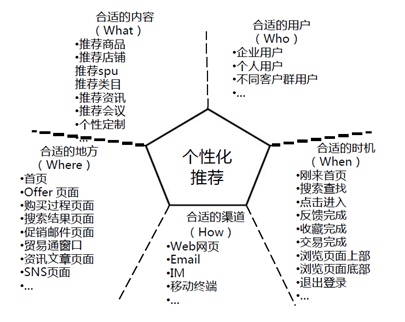 合适的内容
（What）
•推荐商品
•推荐店铺
推荐spu
推荐类目
•推荐资讯
•推荐会议
•个性定制
•...
合适的用户
（Who）
•企业用户
•个人用户
•不同客户群用户
•...
个性化
推荐
合适的地方
（Where）
•首页
•Offer 页面
•购买过程页面
•搜索结果页面
•促销邮件页面
•贸易通窗口
•资讯文章页面
•SNS页面
•...
合适的渠道
（How）
•Web网页
•Email
•IM
•移动终端
•...
合适的时机
（When）
•刚来首页
•搜索查找
•点击进入
•反馈完成
•收藏完成
•交易完成
•浏览页面上部
•浏览页面底部
•退出登录
•...